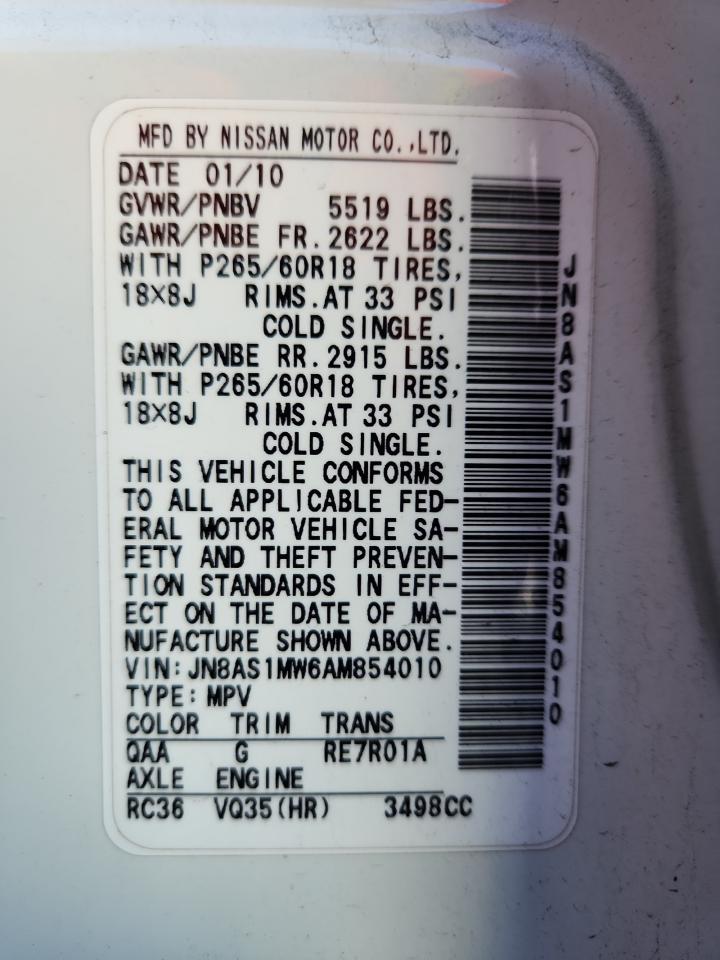 MFD BY NISSAN MOTOR CO.,LTD.
DATE 01/10
GVWR/PNBV 5519 LBS.
GAWR/PNBE FR.2622 LBS.
WITH P265/60R18 TIRES,
18×8J RIMS.AT 33 PSI
COLD SINGLE.
GAWR/PNBE RR.2915 LBS.
WITH P265/60R18 TIRES,
18×8J RIMS.AT 33 PSI
COLD SINGLE.
THIS VEHICLE CONFORMS
TO ALL APPLICABLE FED-
ERAL MOTOR VEHICLE SA-
FETY AND THEFT PREVEN-
TION STANDARDS IN EFF-
ECT ON THE DATE OF MA-
NUFACTURE SHOWN ABOVE.
VIN:JN8AS1MW6AM854010
TYPE:MPV
COLOR TRIM TRANS
QAA G RE7R01A
AXLE ENGINE
RC36 VQ35(HR) 3498CC
JN8AS1MW6AM854010